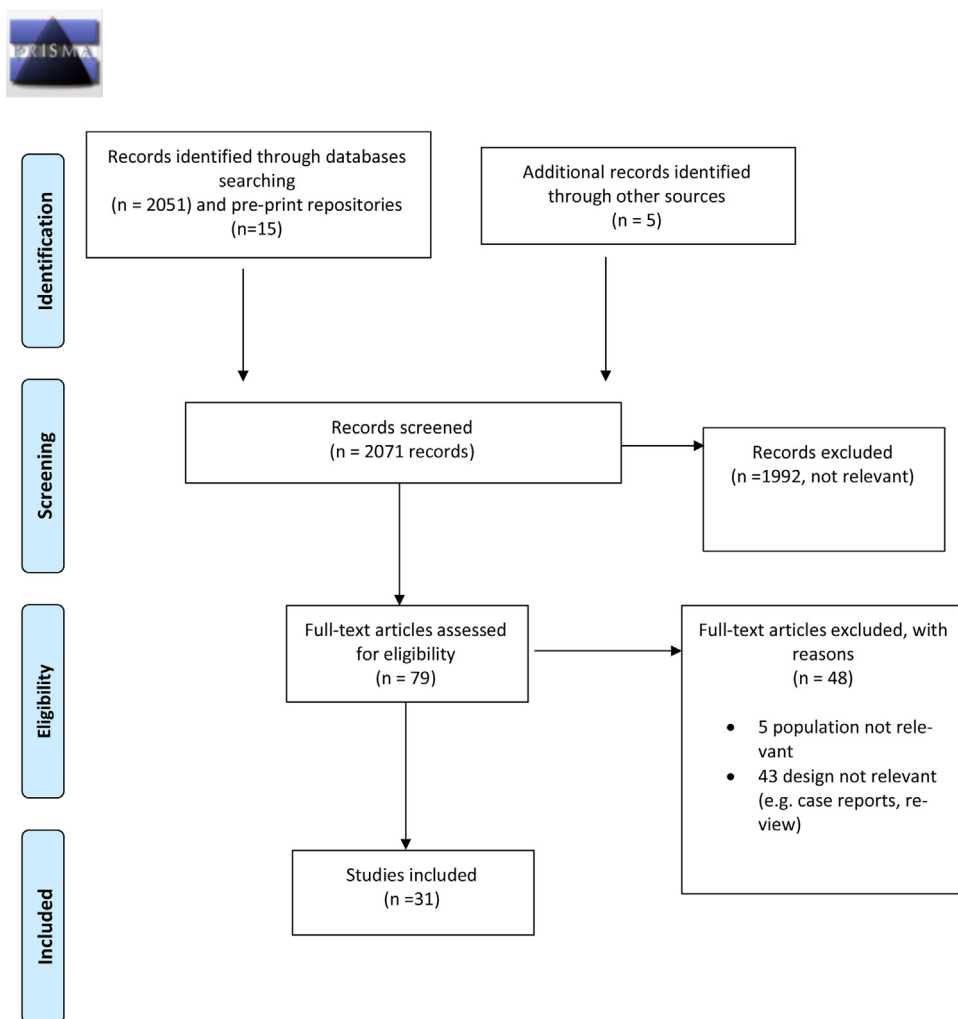 PRISMA
Records identified through databases
searching
(n = 2051) and pre-print repositories
(n=15)
Additional records identified
through other sources
(n = 5)
Identification
Records screened
(n = 2071 records)
Records excluded
(n =1992, not relevant)
Screening
Full-text articles assessed
for eligibility
(n = 79)
Full-text articles excluded, with
reasons
(n = 48)
• 5 population not rele-
vant
• 43 design not relevant
(e.g. case reports, re-
view)
Eligibility
Studies included
(n =31)
Included